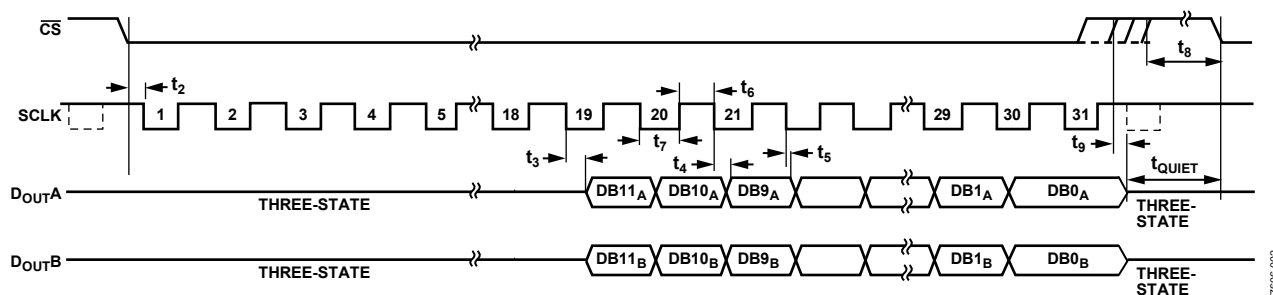 CS
t8
t2
t6
SCLK
1 2 3 4 5 18 19 20 21 29 30 31
t7
t9
t3
t4
t5
tQUIET
DOUTA
THREE-STATE
DB11A DB10A DB9A DB1A DB0A
THREE-
STATE
DOUTB
THREE-STATE
DB11B DB10B DB9B DB1B DB0B
THREE-
STATE